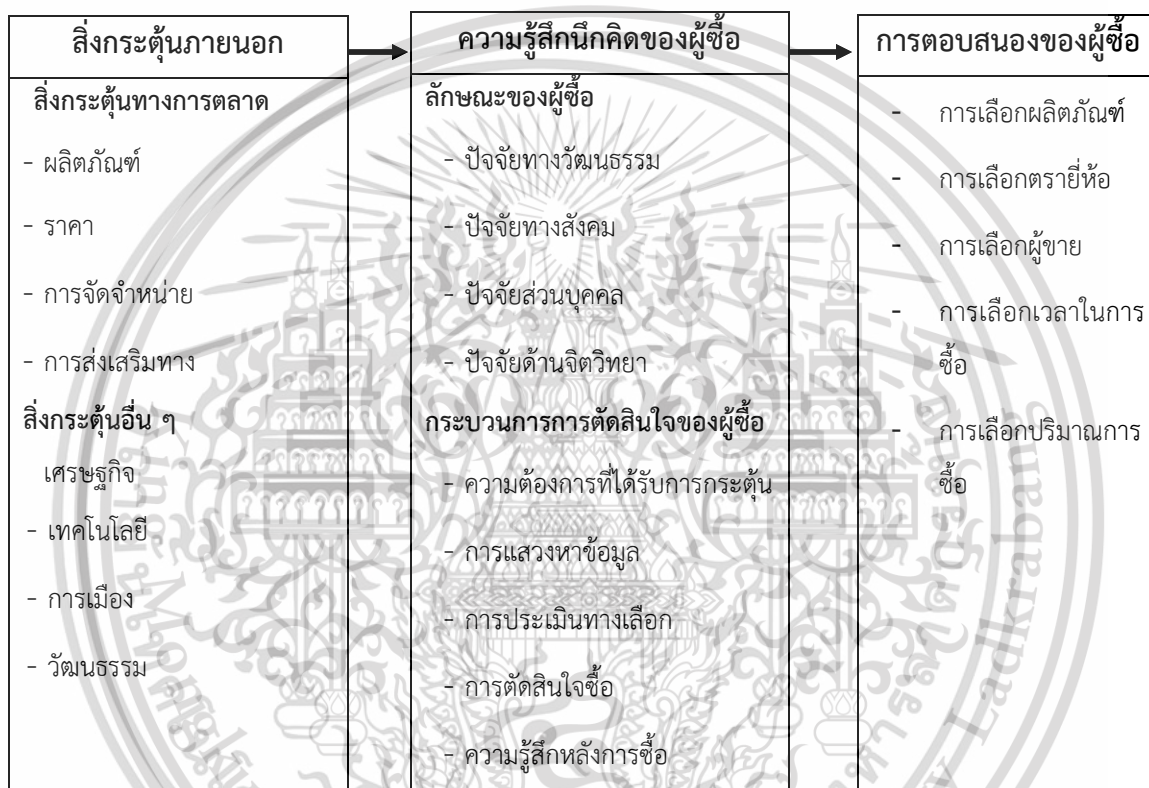 สิ่งกระตุ้นภายนอก
สิ่งกระตุ้นทางการตลาด
- ผลิตภัณฑ์
- ราคา
- การจัดจำหน่าย
- การส่งเสริมทาง
สิ่งกระตุ้นอื่น ๆ
เศรษฐกิจ
- เทคโนโลยี
- การเมือง
- วัฒนธรรม
ความรู้สึกนึกคิดของผู้ซื้อ
ลักษณะของผู้ซื้อ
- ปัจจัยทางวัฒนธรรม
- ปัจจัยทางสังคม
- ปัจจัยส่วนบุคคล
- ปัจจัยด้านจิตวิทยา
กระบวนการการตัดสินใจของผู้ซื้อ
- ความต้องการที่ได้รับการกระตุ้น
- การแสวงหาข้อมูล
- การประเมินทางเลือก
- การตัดสินใจซื้อ
- ความรู้สึกหลังการซื้อ
การตอบสนองของผู้ซื้อ
- การเลือกผลิตภัณฑ์
- การเลือกตรายี่ห้อ
- การเลือกผู้ขาย
- การเลือกเวลาในการ
ซื้อ
- การเลือกปริมาณการ
ซื้อ
Ladkrabang